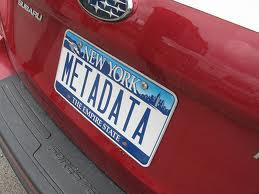 SUBARU
NEW YORK
METADATA
THE EMPIRE STATE